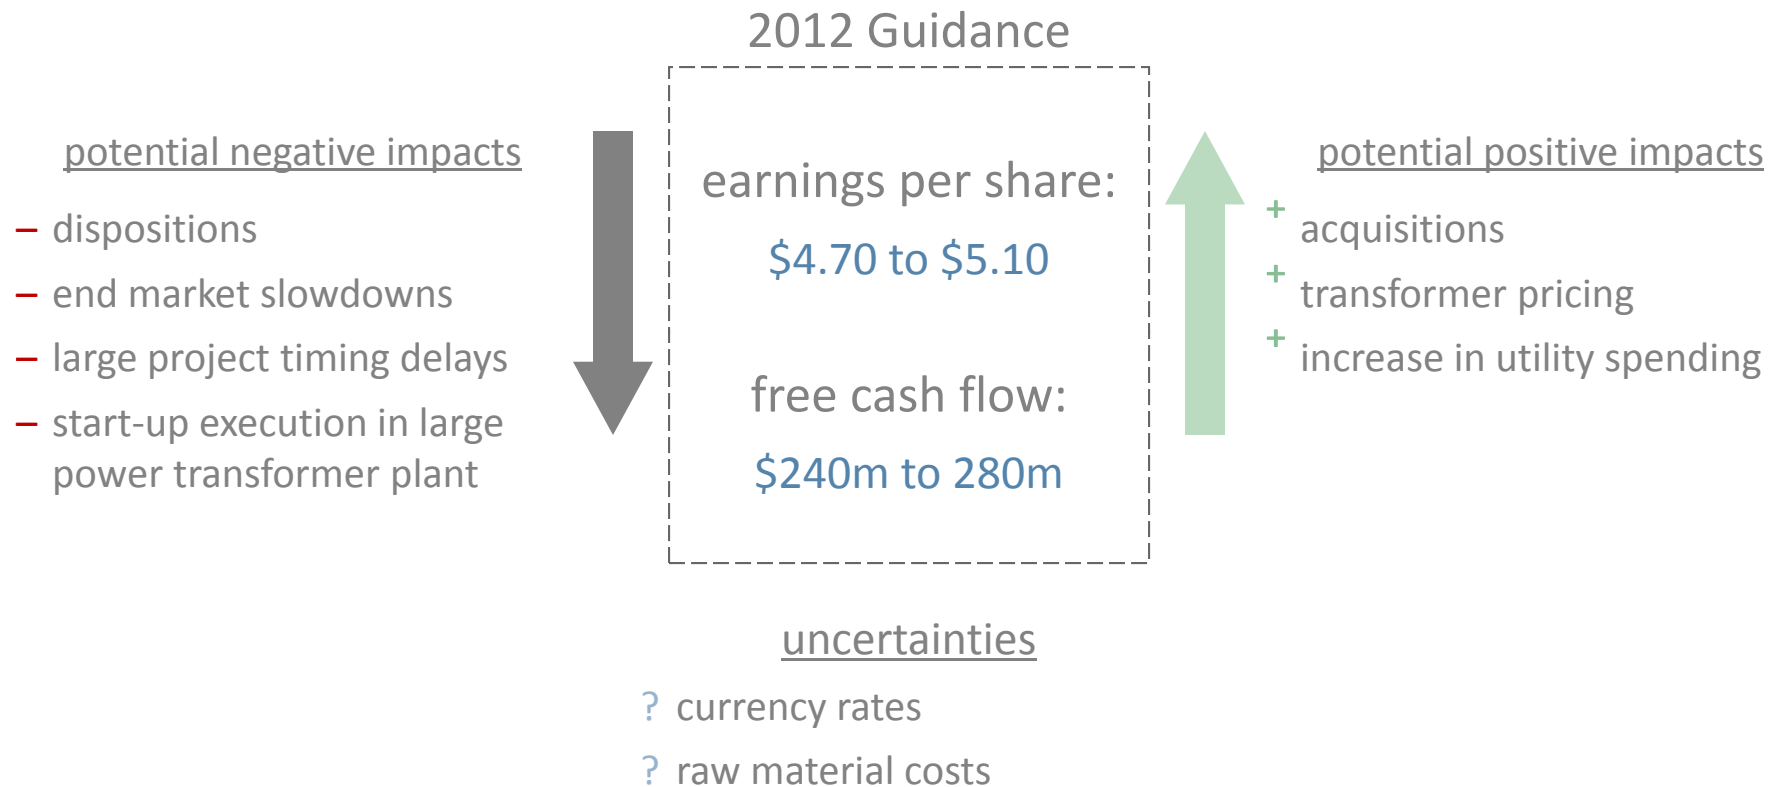 2012 Guidance
potential negative impacts
– dispositions
– end market slowdowns
– large project timing delays
– start-up execution in large
power transformer plant
earnings per share:
$4.70 to $5.10
free cash flow:
$240m to 280m
potential positive impacts
+ acquisitions
+ transformer pricing
+ increase in utility spending
uncertainties
? currency rates
? raw material costs